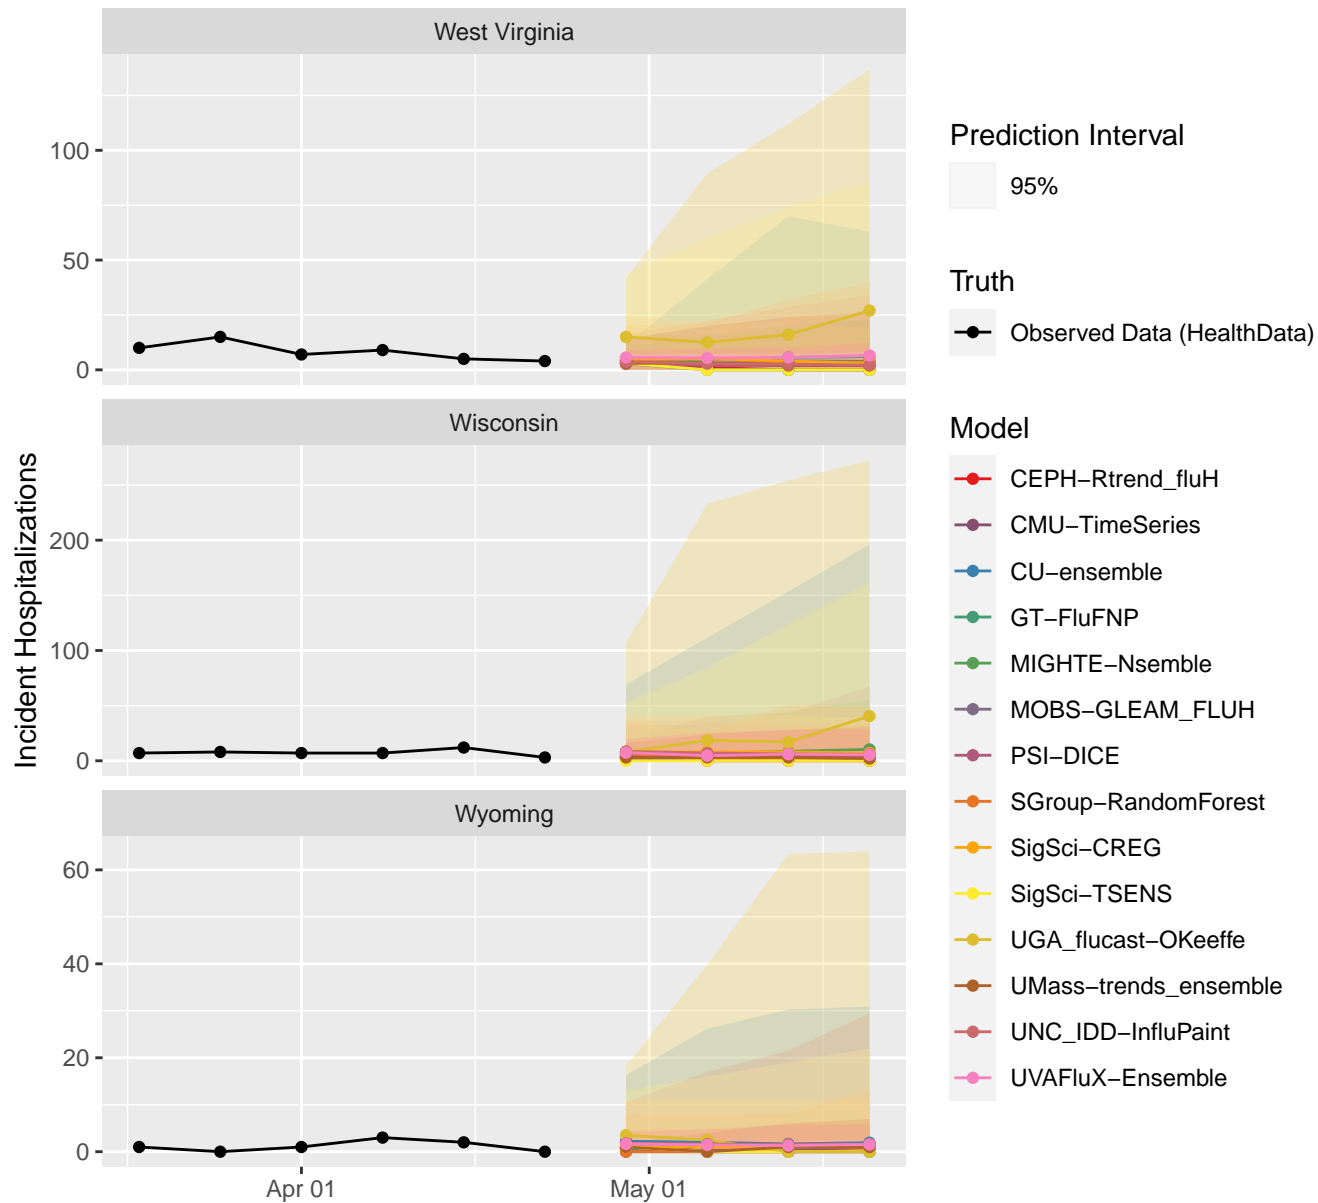 West Virginia
100
50
0
Wisconsin
200
100
0
Wyoming
60
40
20
0
Apr 01
May 01
Incident Hospitalizations
Prediction Interval
95%
Truth
Observed Data (HealthData)
Model
CEPH−Rtrend_fluH
CMU−TimeSeries
CU−ensemble
GT−FluFNP
MIGHTE−Nsemble
MOBS−GLEAM_FLUH
PSI−DICE
SGroup−RandomForest
SigSci−CREG
SigSci−TSENS
UGA_flucast−OKeeffe
UMass−trends_ensemble
UNC_IDD−InfluPaint
UVAFluX−Ensemble